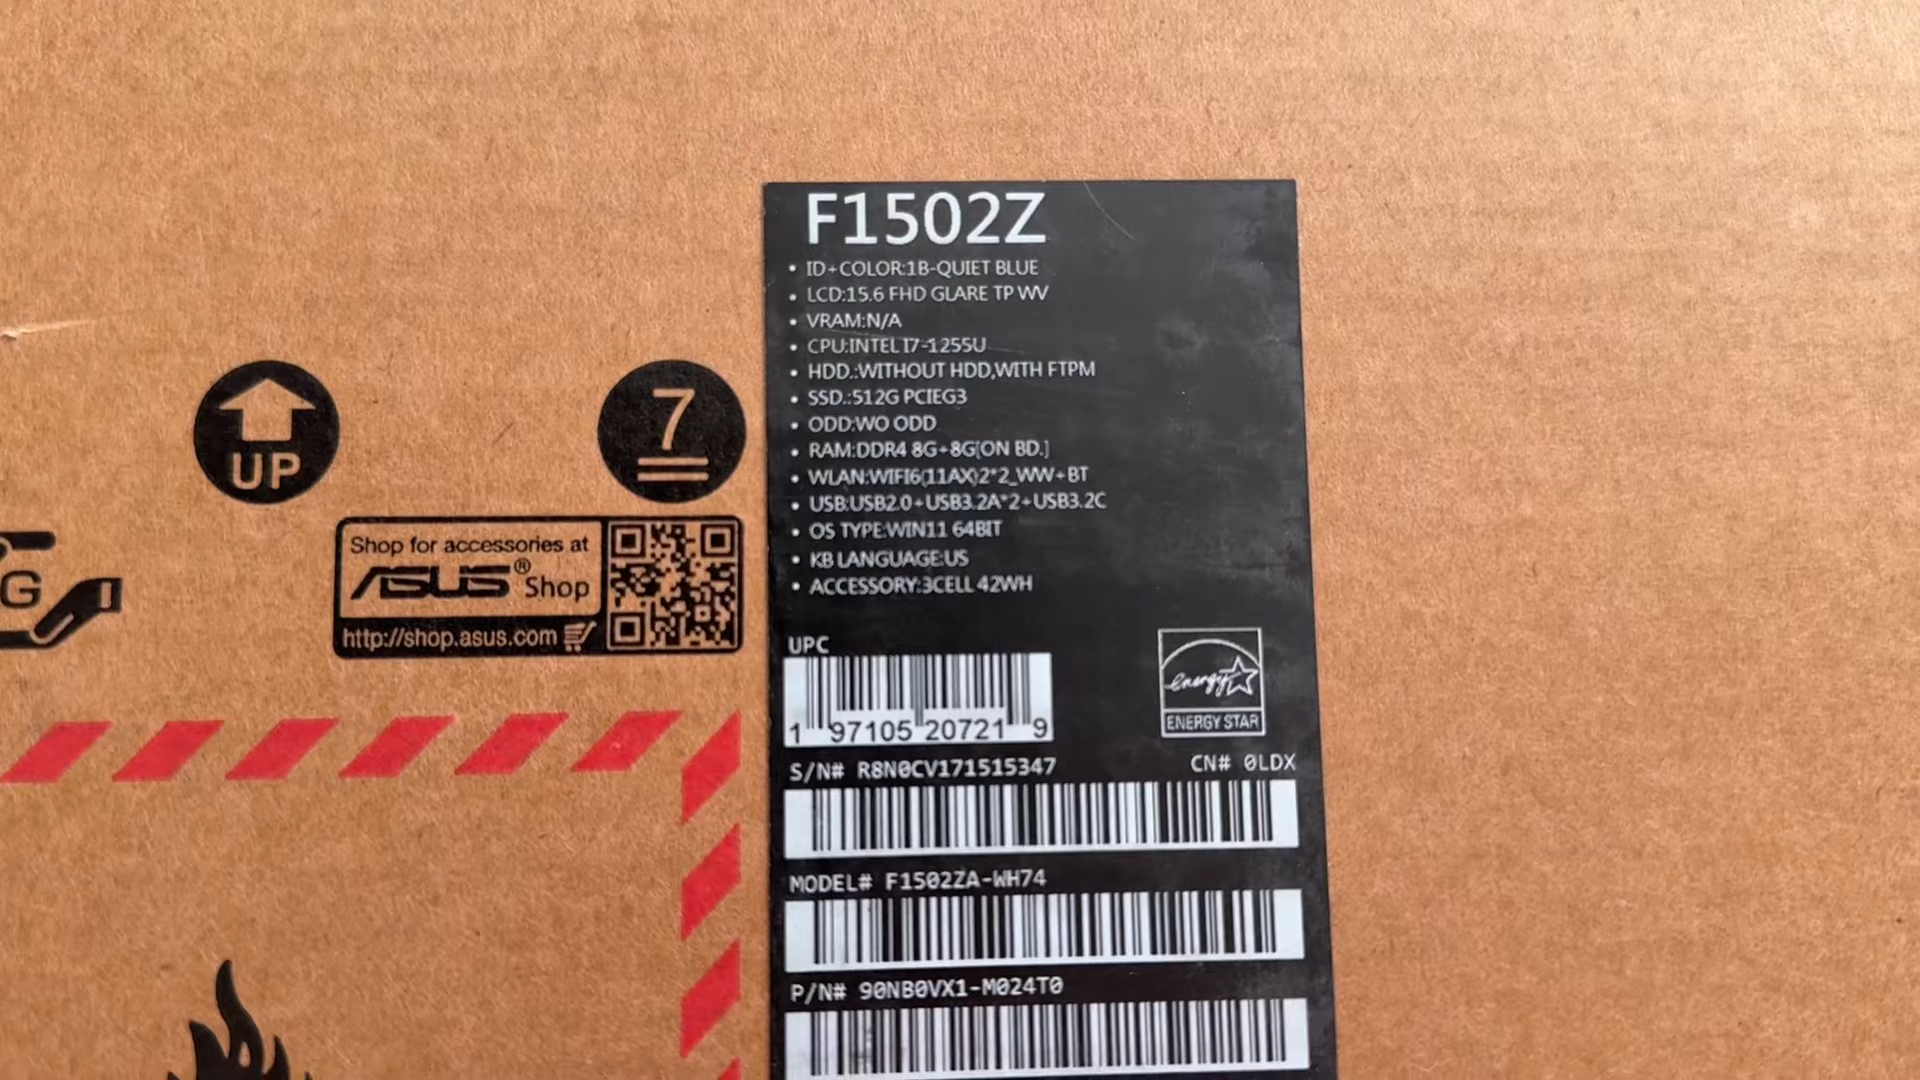 F1502Z
• ID+COLOR:1B-QUIET BLUE
• LCD:15.6 FHD GLARE TP WV
• VRAM:N/A
• CPU:INTEL I7-1255U
• HDD.:WITHOUT HDD,WITH FTPM
• SSD.:512G PCIEG3
• ODD:WO ODD
• RAM:DDR4 8G+8G[ON BD.]
• WLAN:WIFI6(11AX)2*2_WW+BT
• USB:USB2.0+USB3.2A*2+USB3.2C
• OS TYPE:WIN11 64BIT
• KB LANGUAGE:US
• ACCESSORY:3CELL 42WH
UP
7
G
Shop for accessories at
ASUS® Shop
http://shop.asus.com
UPC
1 97105 20721 9
energy
ENERGY STAR
S/N# R8N0CV171515347
CN# 0LDX
MODEL# F1502ZA-WH74
P/N# 90NB0VX1-M024T0